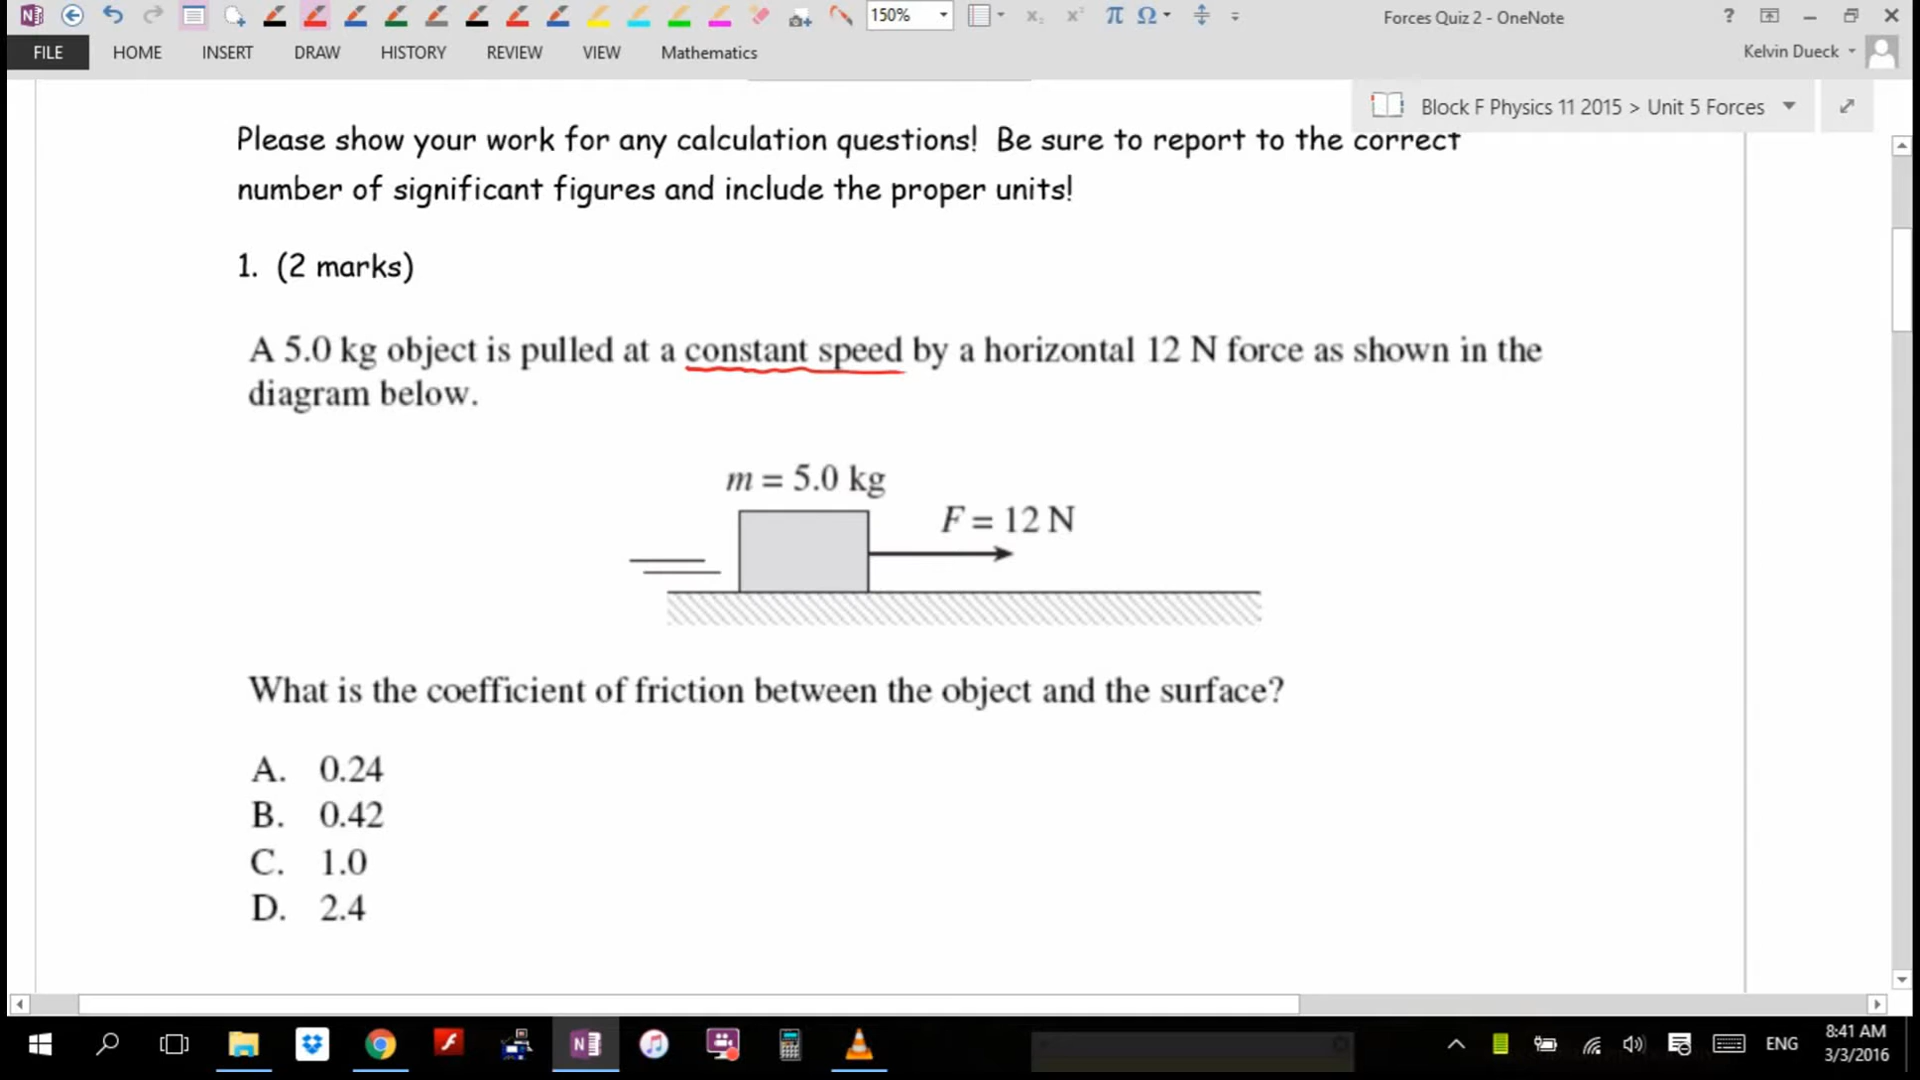 150%
Forces Quiz 2 - OneNote
FILE HOME INSERT DRAW HISTORY REVIEW VIEW Mathematics
Kelvin Dueck
Block F Physics 11 2015 > Unit 5 Forces
Please show your work for any calculation questions! Be sure to report to the correct
number of significant figures and include the proper units!
1. (2 marks)
A 5.0 kg object is pulled at a constant speed by a horizontal 12 N force as shown in the
diagram below.
m = 5.0 kg
F = 12 N
What is the coefficient of friction between the object and the surface?
A. 0.24
B. 0.42
C. 1.0
D. 2.4
ENG
8:41 AM
3/3/2016